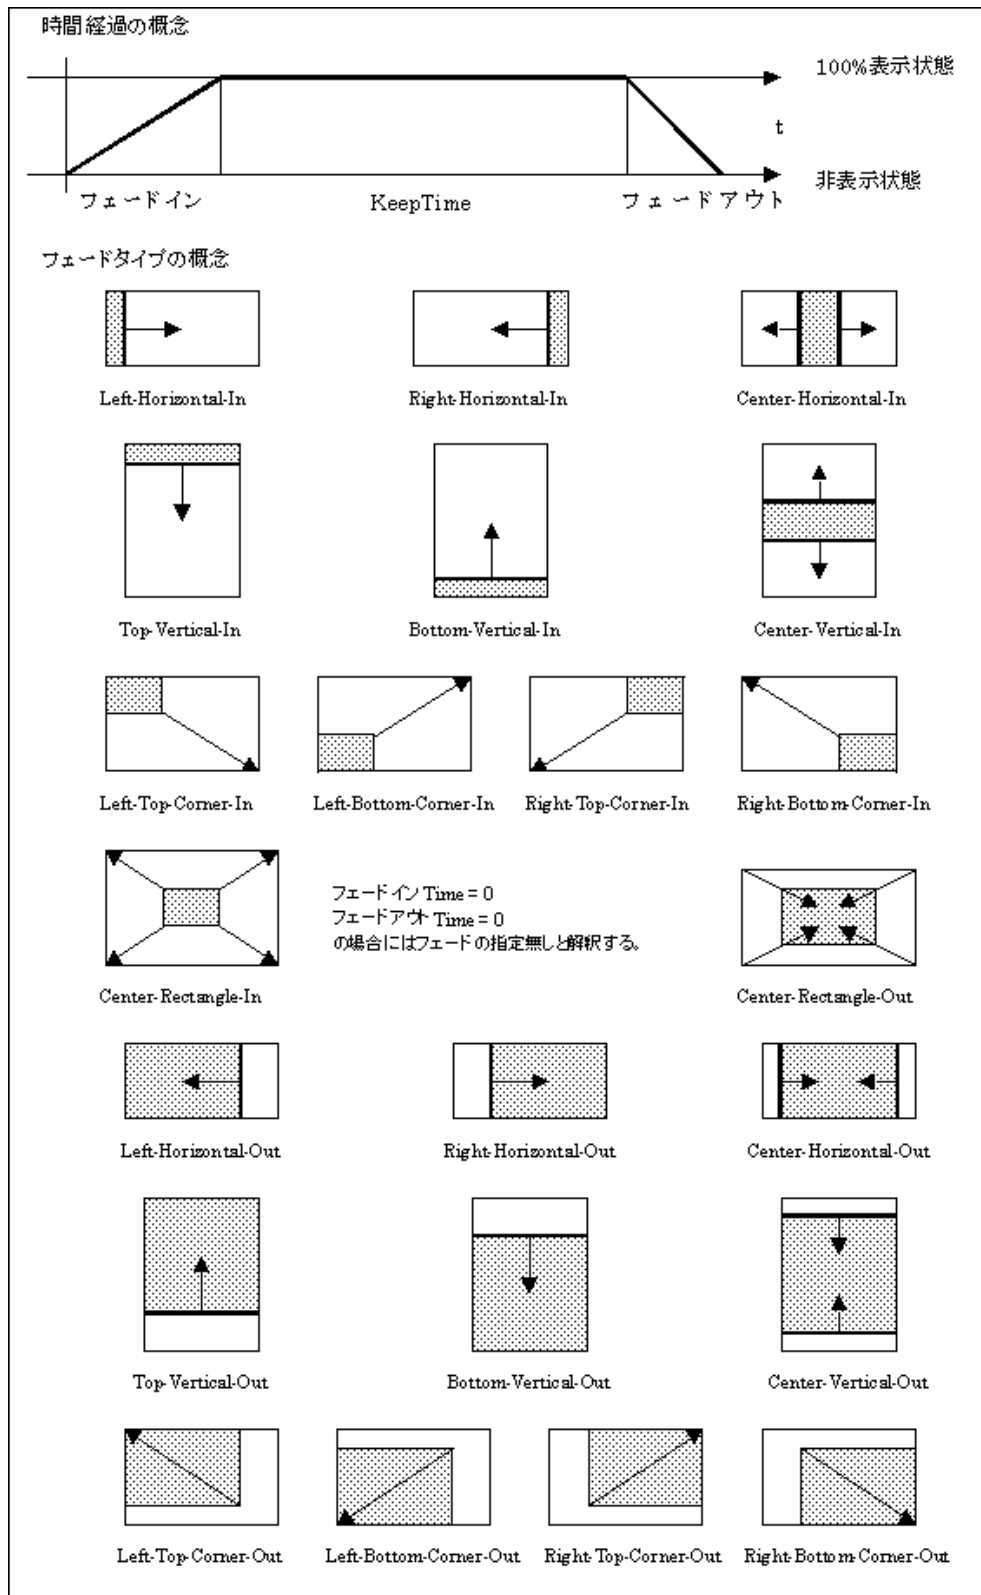 時間経過の概念
100%表示状態
t
非表示状態
フェードイン
KeepTime
フェードアウト
フェードタイプの概念
Left-Horizontal-In
Right-Horizontal-In
Center-Horizontal-In
Top-Vertical-In
Bottom-Vertical-In
Center-Vertical-In
Left-Top-Corner-In
Left-Bottom-Corner-In
Right-Top-Corner-In
Right-Bottom-Corner-In
フェードイン Time = 0
フェードアウト Time = 0
の場合にはフェードの指定無しと解釈する。
Center-Rectangle-In
Center-Rectangle-Out
Left-Horizontal-Out
Right-Horizontal-Out
Center-Horizontal-Out
Top-Vertical-Out
Bottom-Vertical-Out
Center-Vertical-Out
Left-Top-Corner-Out
Left-Bottom-Corner-Out
Right-Top-Corner-Out
Right-Bottom-Corner-Out